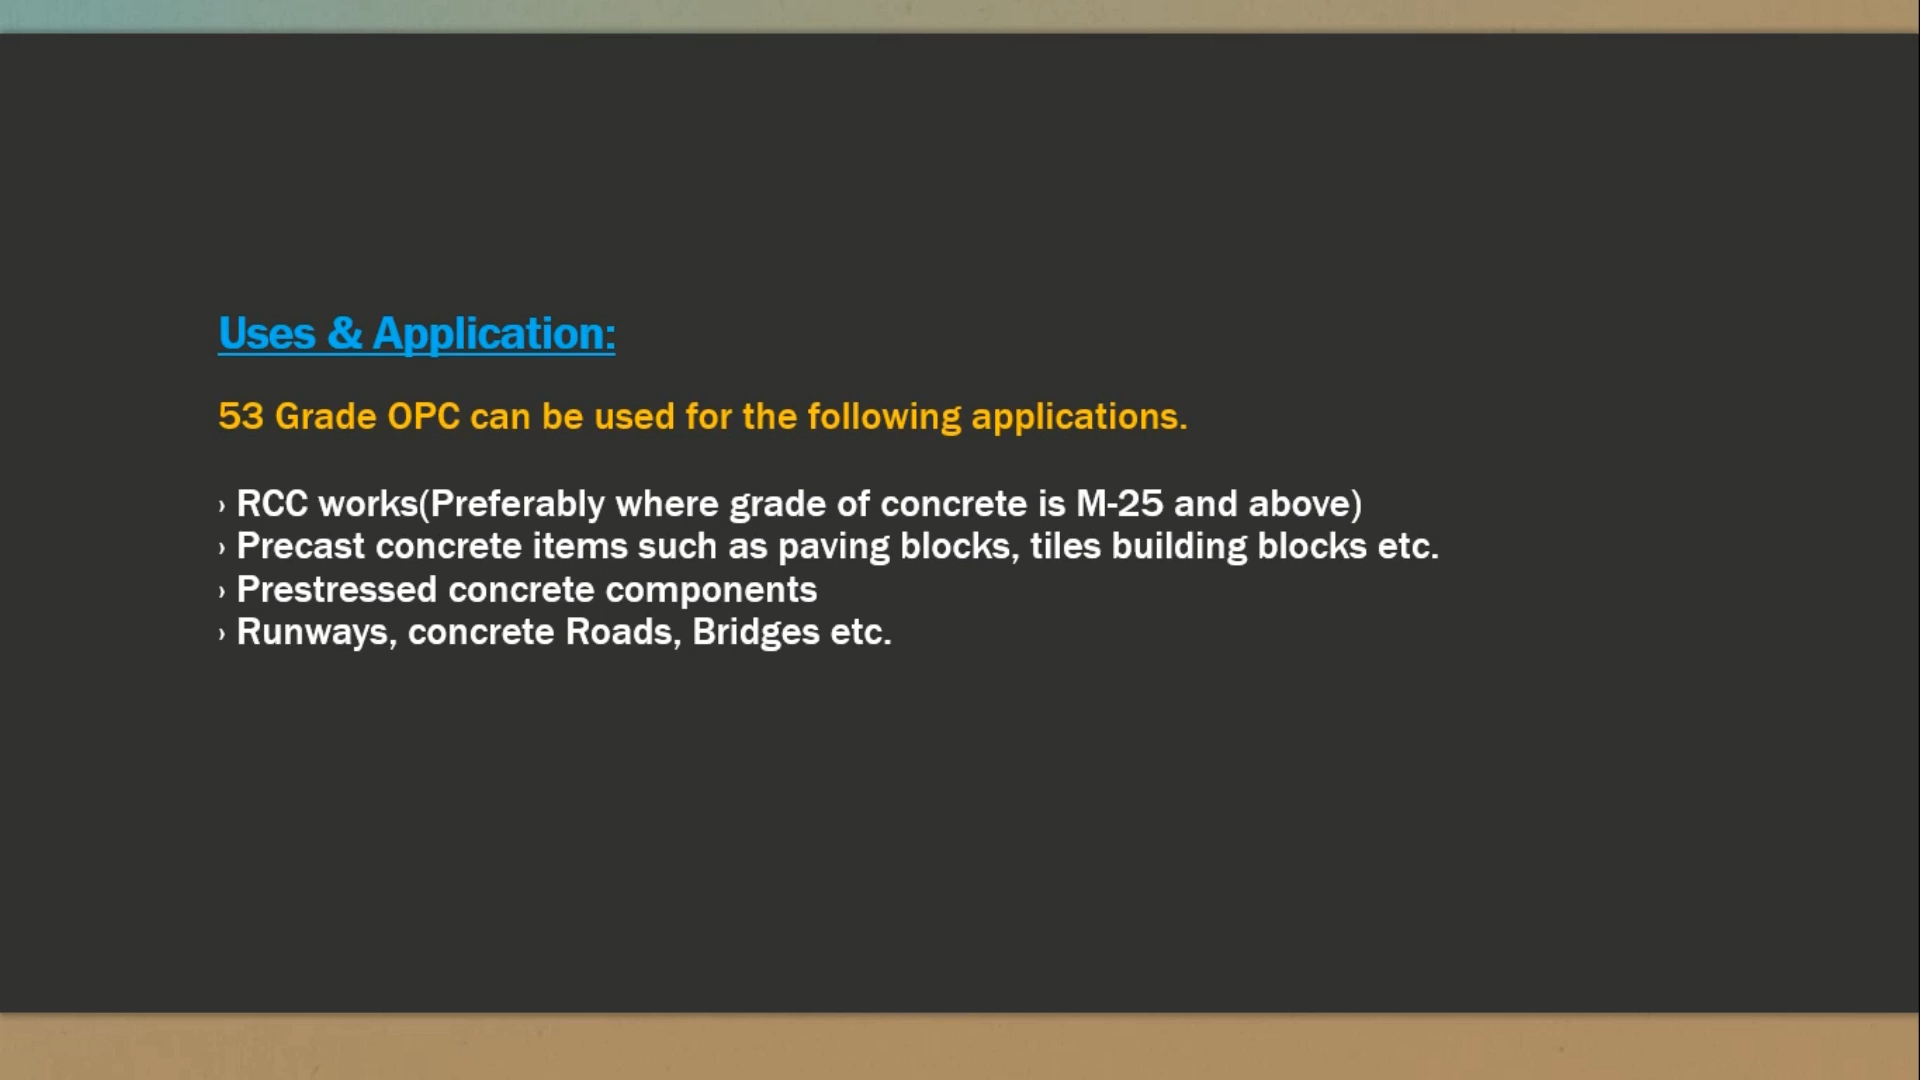 Uses & Application:
53 Grade OPC can be used for the following applications.
› RCC works(Preferably where grade of concrete is M-25 and above)
› Precast concrete items such as paving blocks, tiles building blocks etc.
› Prestressed concrete components
› Runways, concrete Roads, Bridges etc.